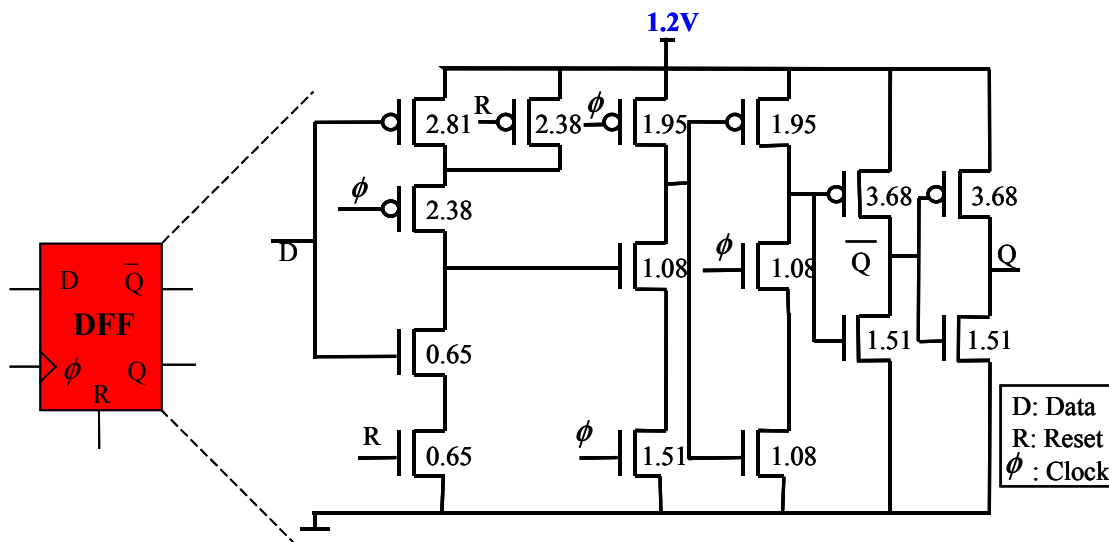 1.2V
R
ϕ
2.81
2.38
1.95
1.95
ϕ
2.38
3.68
3.68
D
1.08
ϕ
1.08
Q̅
Q
D
Q̅
DFF
ϕ
Q
R
0.65
1.51
1.51
R
0.65
ϕ
1.51
1.08
D: Data
R: Reset
ϕ : Clock